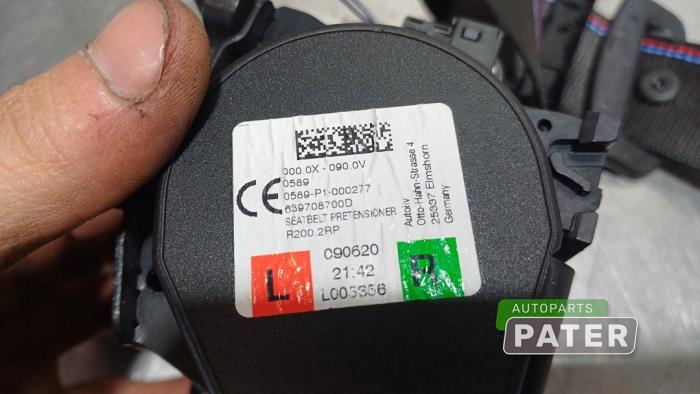 000.0X - 090.0V
0589
0589-P1-000277
639708700D
SEATBELT PRETENSIONER
R200.2RP
CE
090620
21:42
L005356
L
R
Autoliv
Otto-Hahn-Strasse 4
25337 Elmshorn
Germany
AUTOPARTS
PATER